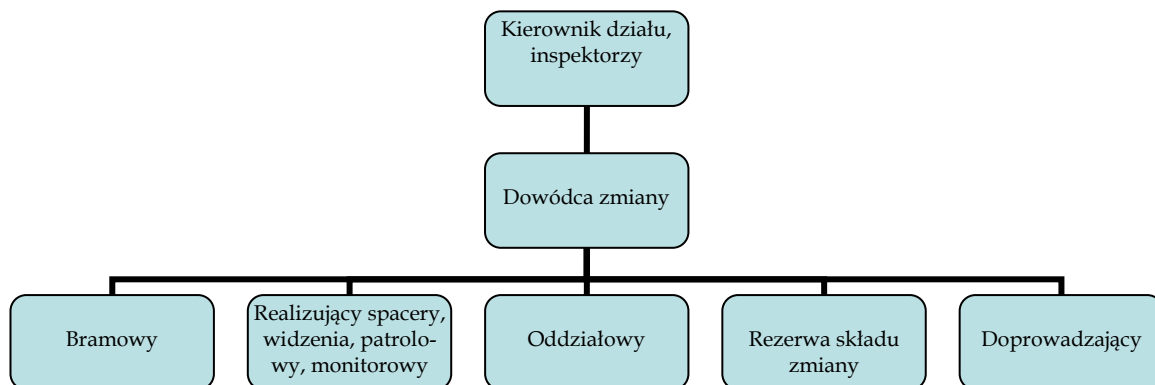 Kierownik działu,
inspektorzy
Dowódca zmiany
Bramowy
Realizujący spacery,
widzenia, patrolo-
wy, monitorowy
Oddziałowy
Rezerwa składu
zmiany
Doprowadzający